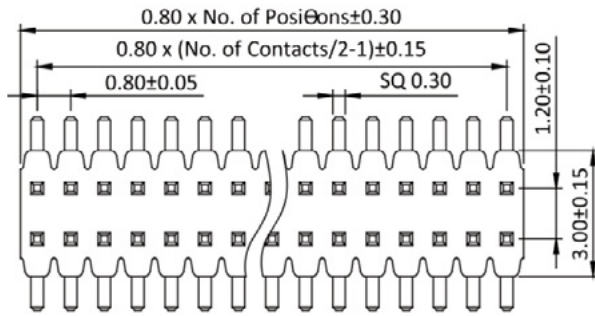 0.80 x No. of PosiƟons±0.30
0.80 x (No. of Contacts/2-1)±0.15
0.80±0.05
SQ 0.30
1.20±0.10
3.00±0.15